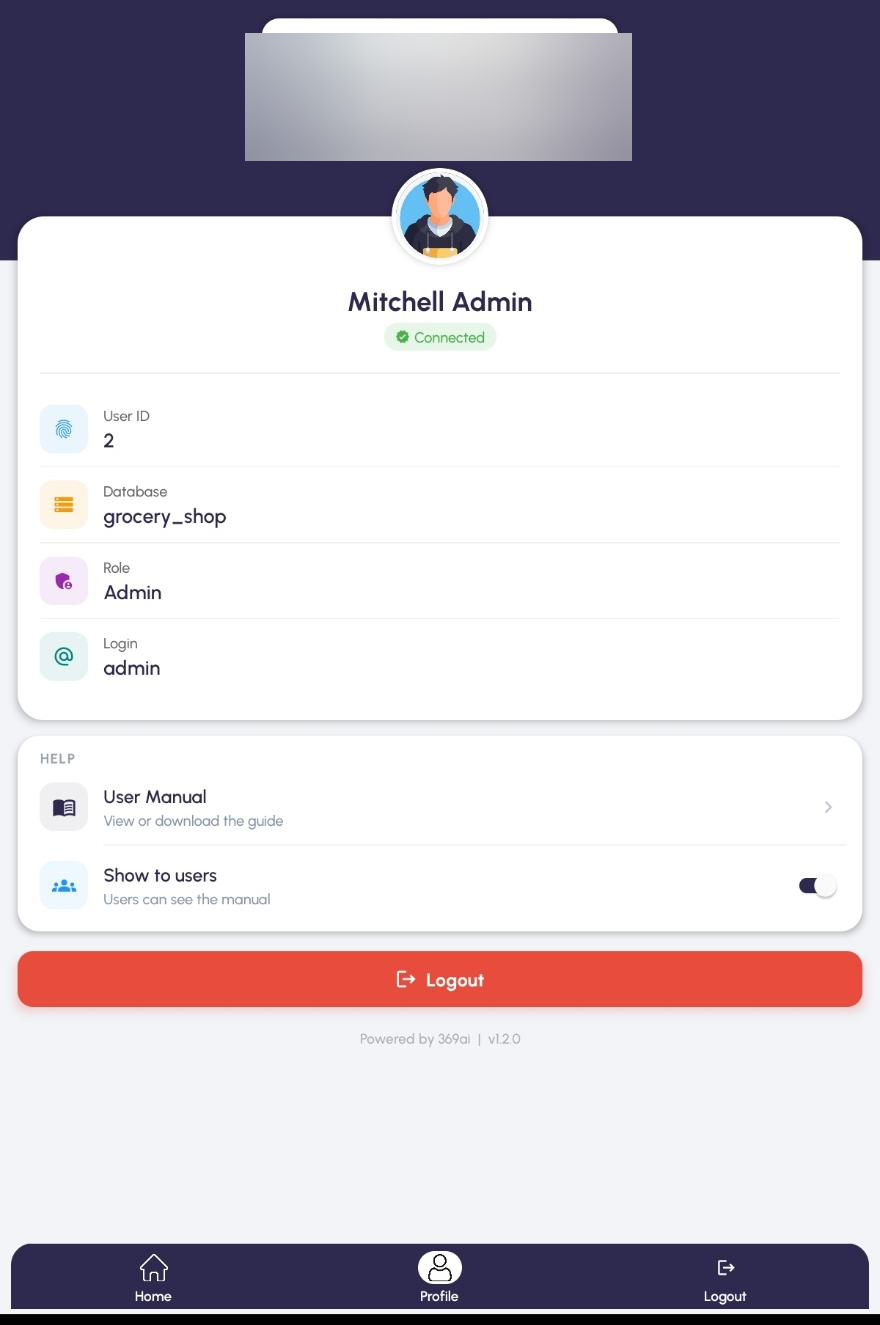 Mitchell Admin
Connected
User ID
2
Database
grocery_shop
Role
Admin
Login
admin
HELP
User Manual
View or download the guide
Show to users
Users can see the manual
Logout
Powered by 369ai | v1.2.0
Home
Profile
Logout